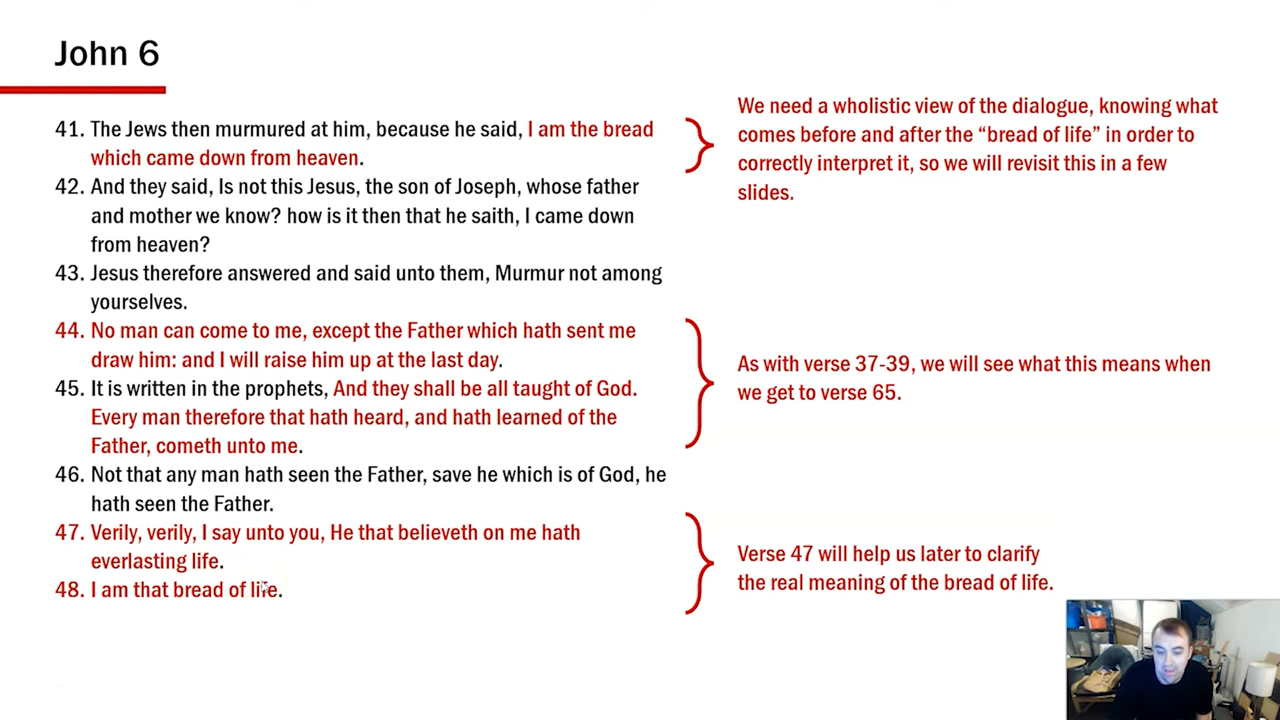 John 6
41. The Jews then murmured at him, because he said, I am the bread
which came down from heaven.
42. And they said, Is not this Jesus, the son of Joseph, whose father
and mother we know? how is it then that he saith, I came down
from heaven?
43. Jesus therefore answered and said unto them, Murmur not among
yourselves.
44. No man can come to me, except the Father which hath sent me
draw him: and I will raise him up at the last day.
45. It is written in the prophets, And they shall be all taught of God.
Every man therefore that hath heard, and hath learned of the
Father, cometh unto me.
46. Not that any man hath seen the Father, save he which is of God, he
hath seen the Father.
47. Verily, verily, I say unto you, He that believeth on me hath
everlasting life.
48. I am that bread of life.
We need a wholistic view of the dialogue, knowing what
comes before and after the “bread of life” in order to
correctly interpret it, so we will revisit this in a few
slides.
As with verse 37-39, we will see what this means when
we get to verse 65.
Verse 47 will help us later to clarify
the real meaning of the bread of life.